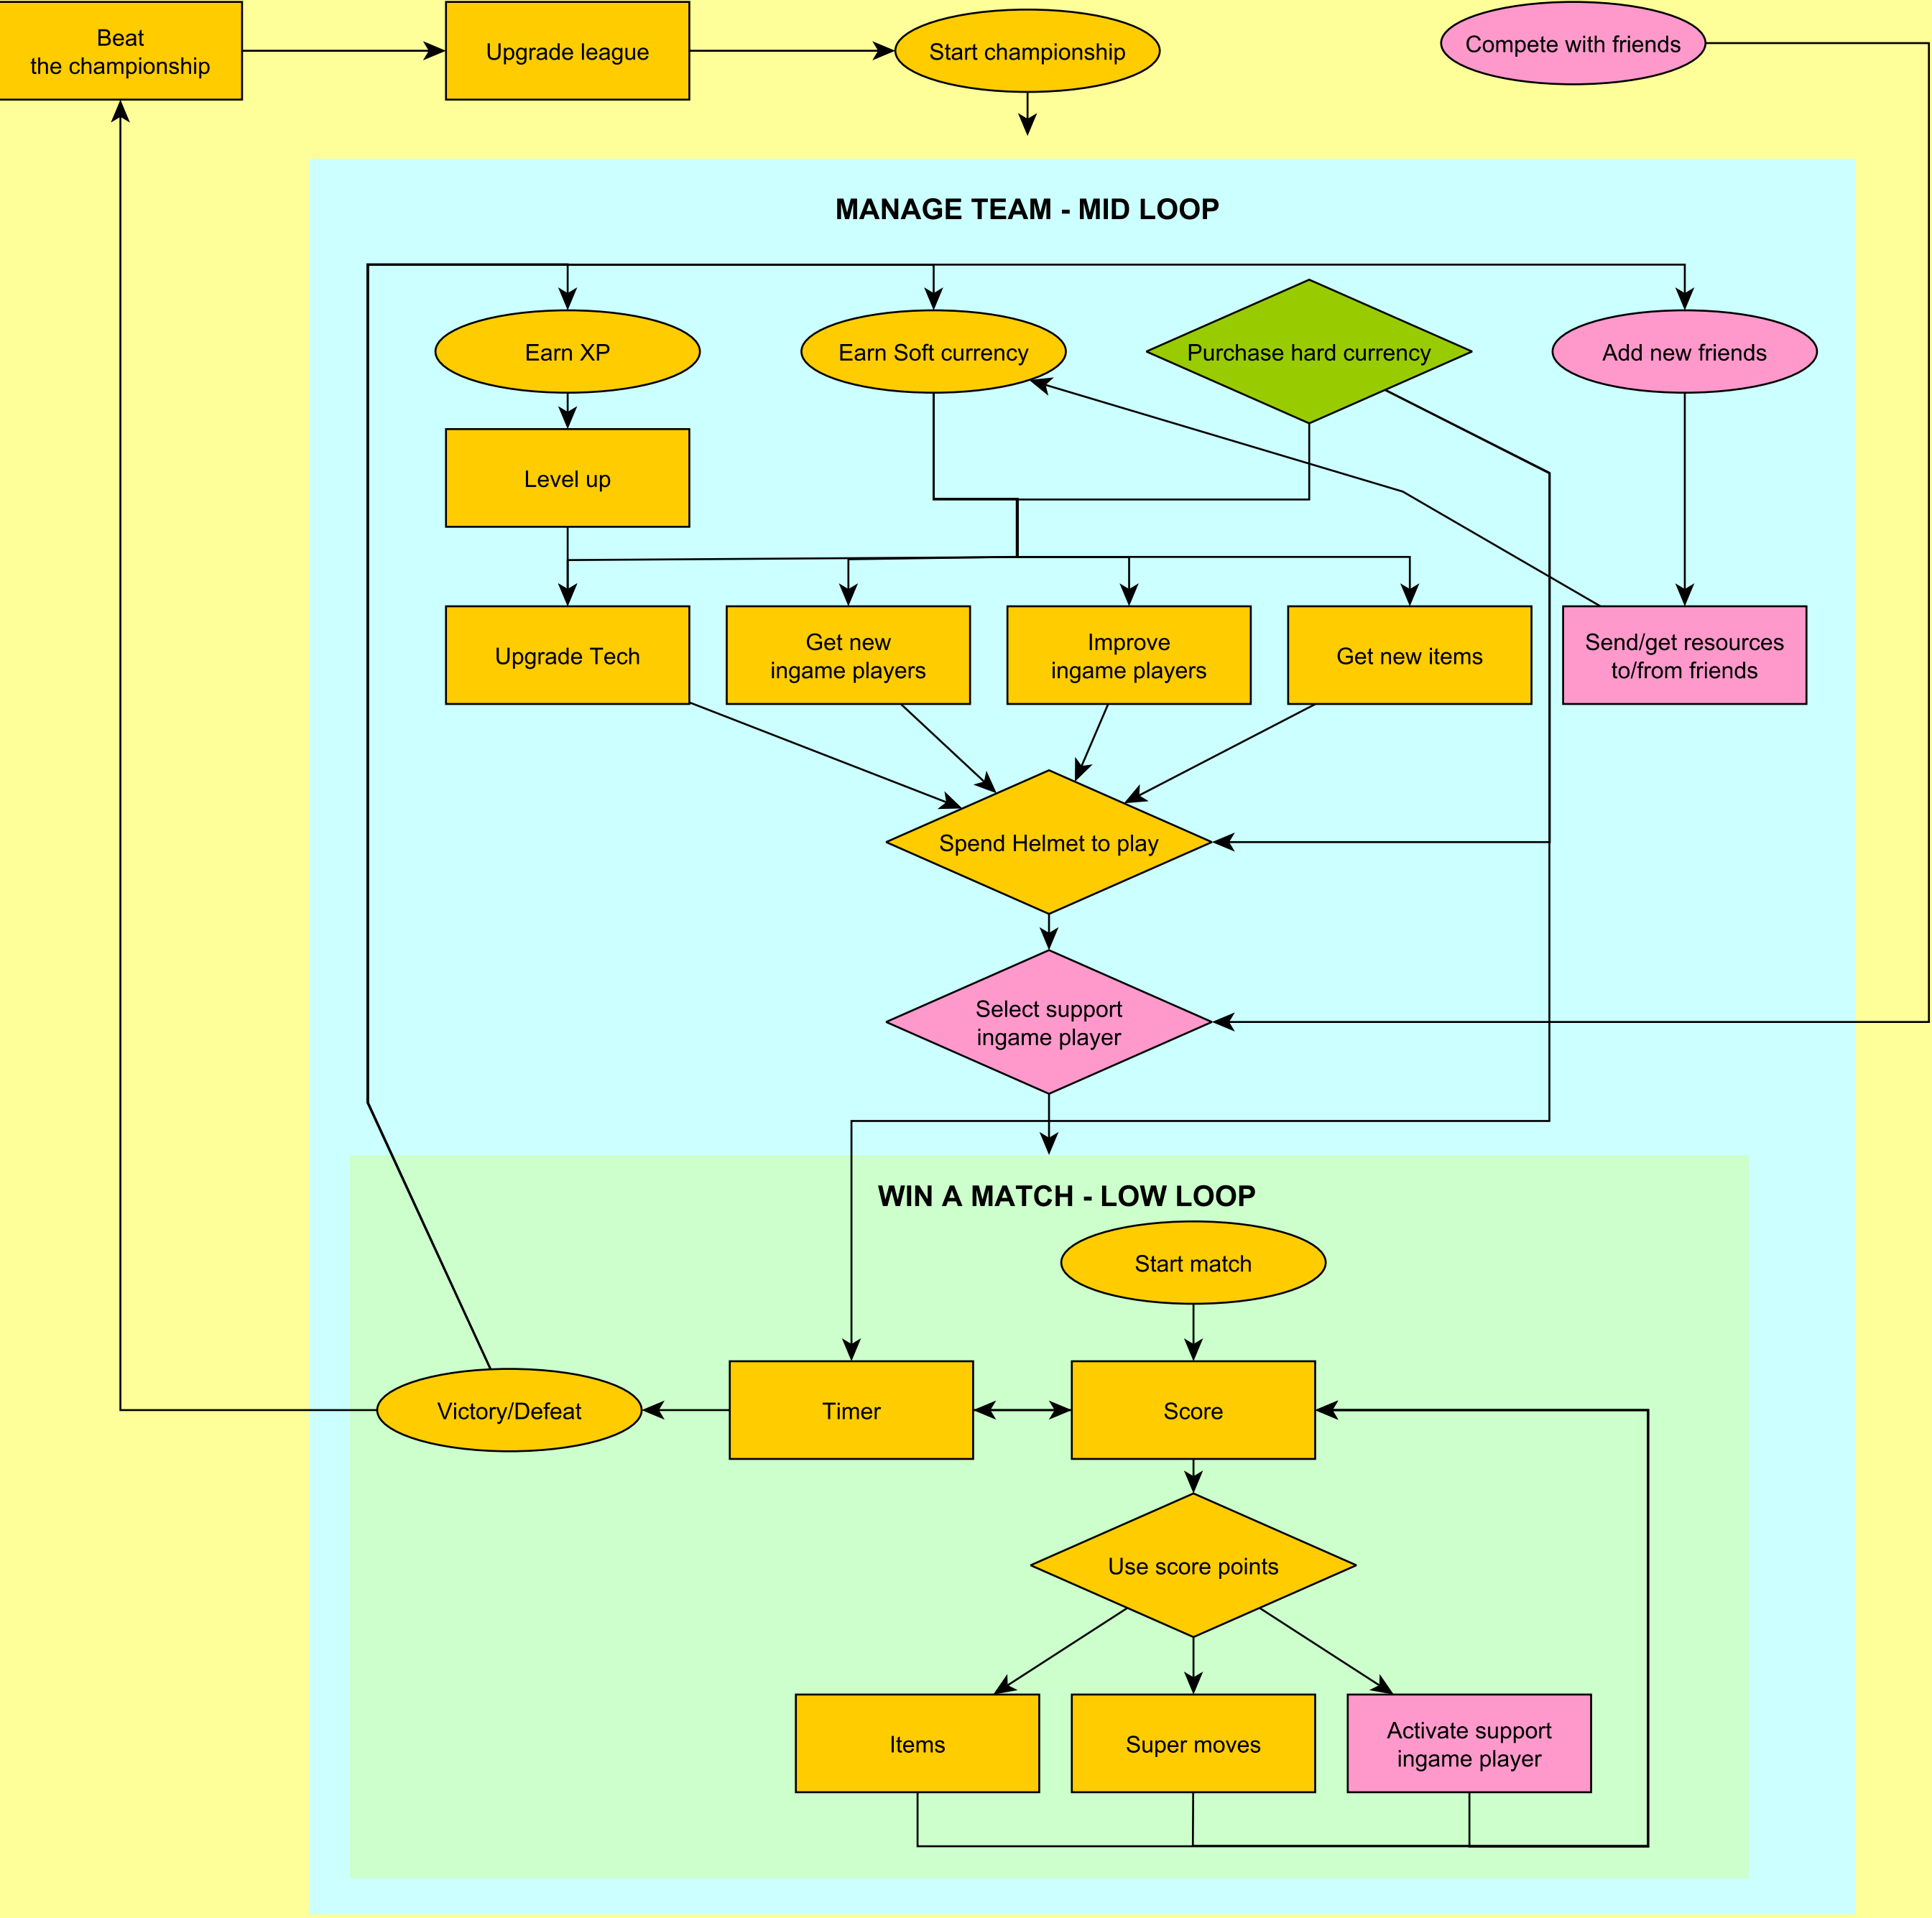 Beat
the championship
Upgrade league
Start championship
Compete with friends
MANAGE TEAM - MID LOOP
Earn XP
Earn Soft currency
Purchase hard currency
Add new friends
Level up
Upgrade Tech
Get new
ingame players
Improve
ingame players
Get new items
Send/get resources
to/from friends
Spend Helmet to play
Select support
ingame player
WIN A MATCH - LOW LOOP
Start match
Victory/Defeat
Timer
Score
Use score points
Items
Super moves
Activate support
ingame player